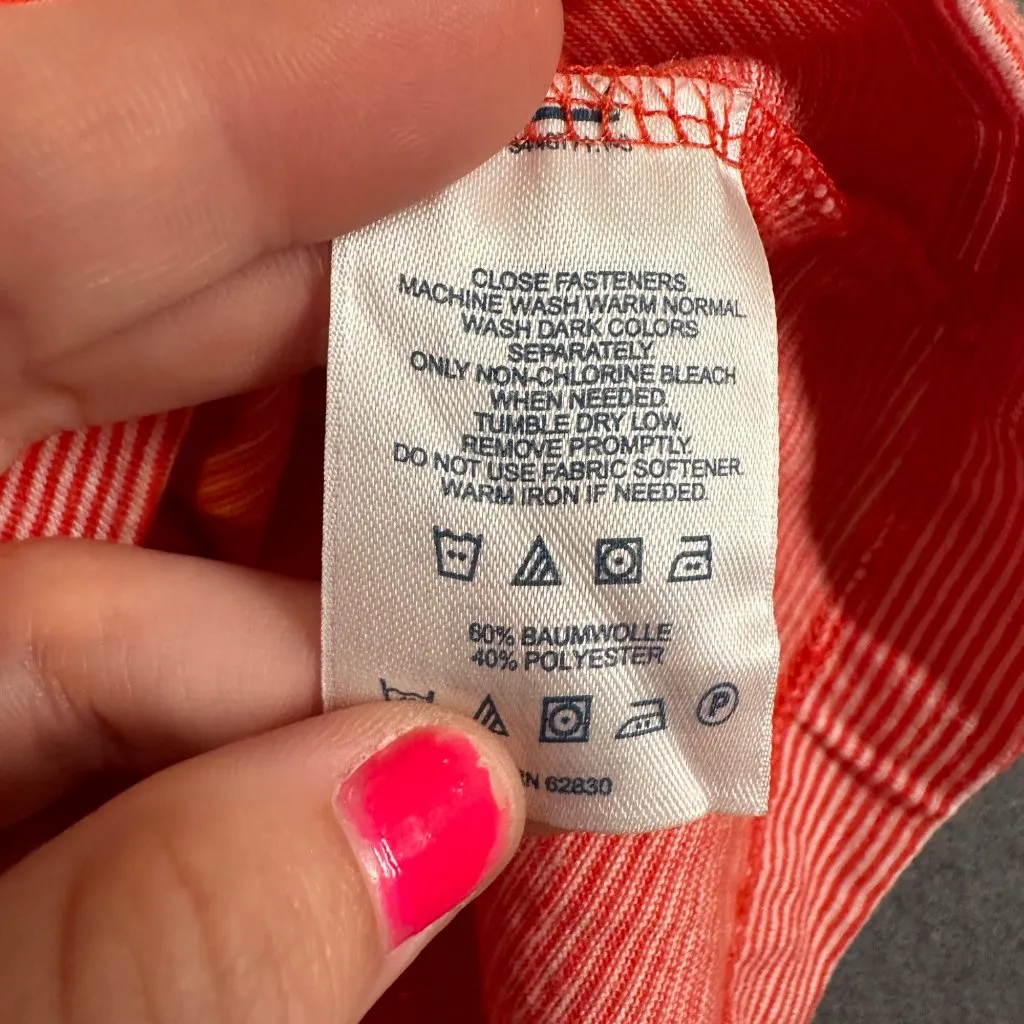 CLOSE FASTENERS.
MACHINE WASH WARM NORMAL
WASH DARK COLORS
SEPARATELY.
ONLY NON-CHLORINE BLEACH
WHEN NEEDED.
TUMBLE DRY LOW.
REMOVE PROMPTLY.
DO NOT USE FABRIC SOFTENER.
WARM IRON IF NEEDED.
60% BAUMWOLLE
40% POLYESTER
P
62830